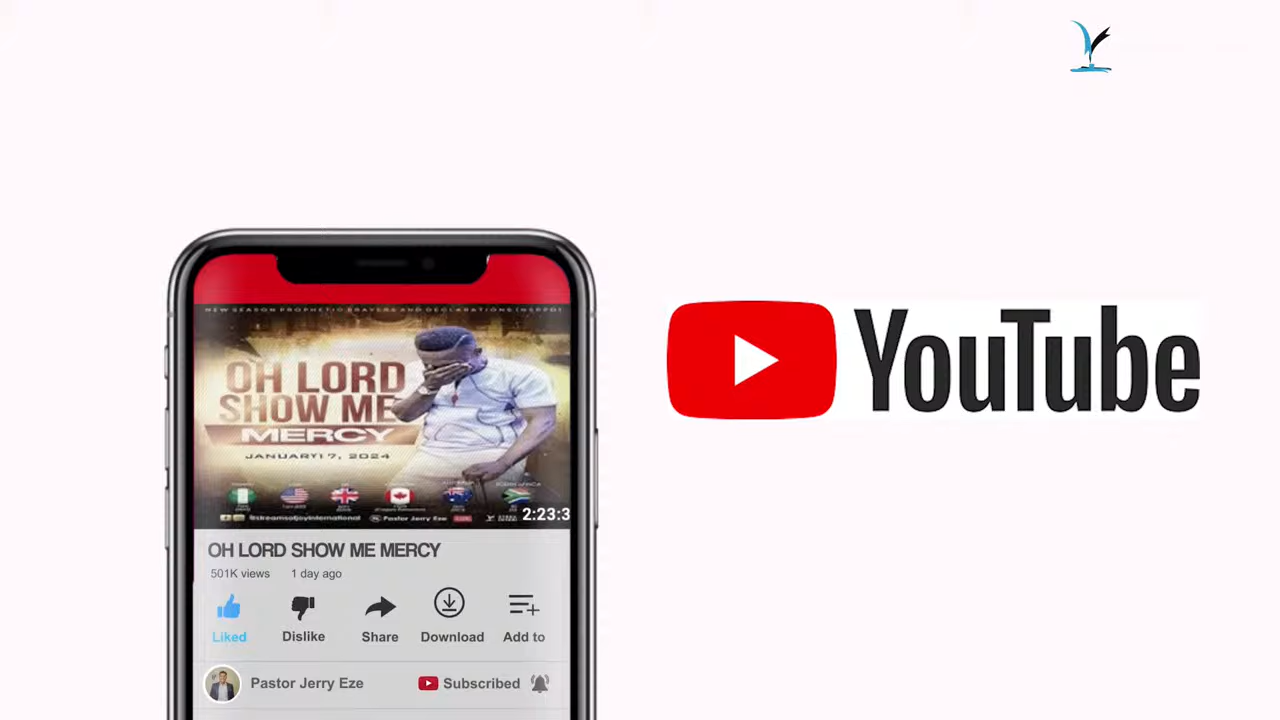 NEW SEASON PROPHETIC PRAYERS AND DECLARATIONS (NSPPD)
OH LORD
SHOW ME
MERCY
JANUARY 17, 2024
@streamsofjoyinternational Pastor Jerry Eze
2:23:3
YouTube
OH LORD SHOW ME MERCY
501K views 1 day ago
Liked Dislike Share Download Add to
Pastor Jerry Eze Subscribed